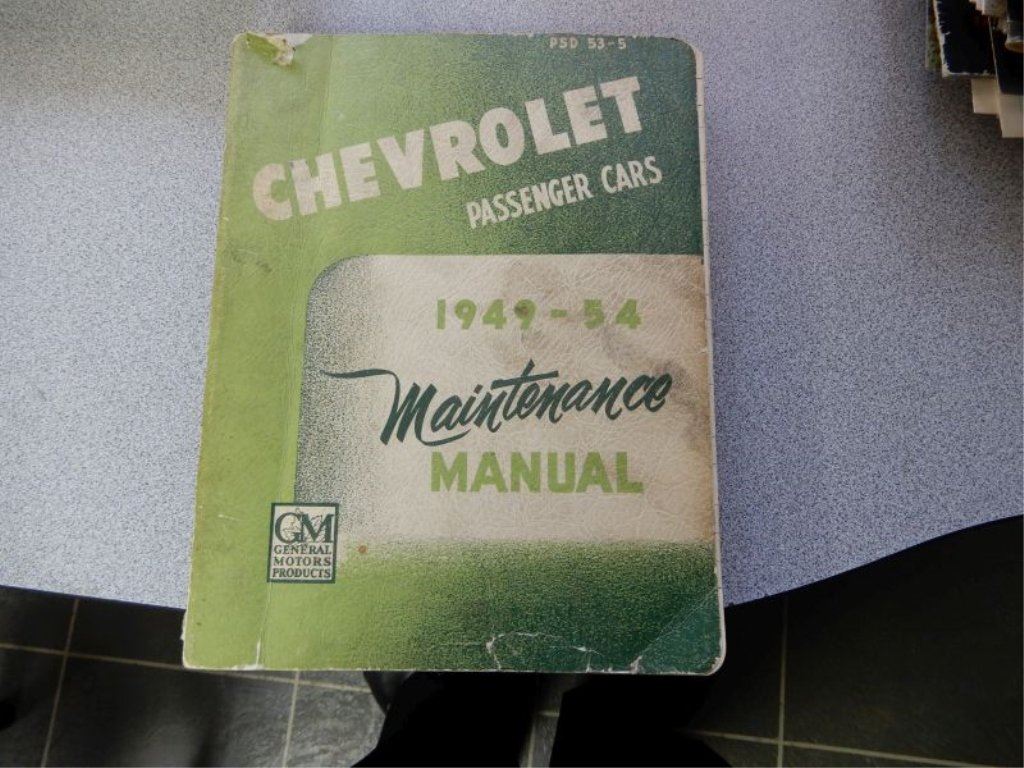 PSD 53-5
CHEVROLET
PASSENGER CARS
1949-54
Maintenance
MANUAL
GM
GENERAL
MOTORS
PRODUCTS